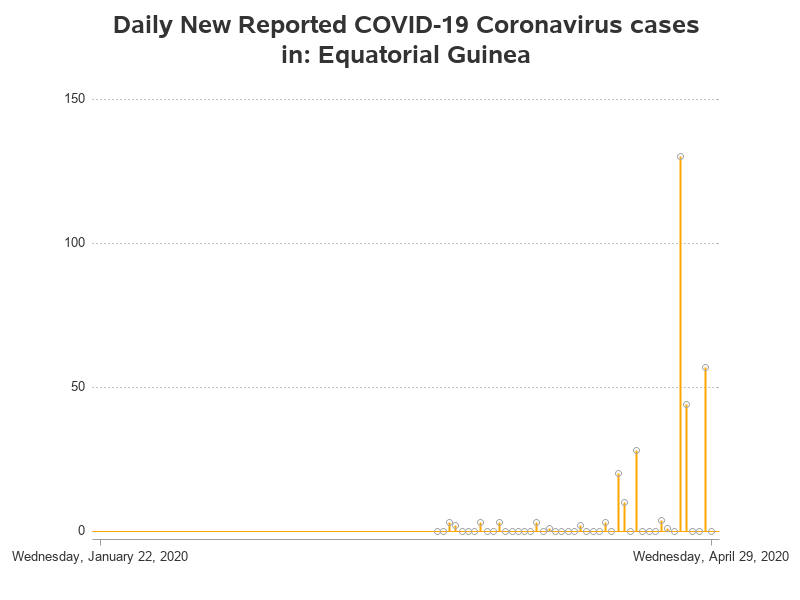 Daily New Reported COVID-19 Coronavirus cases
in: Equatorial Guinea
150
100
50
0
Wednesday, January 22, 2020
Wednesday, April 29, 2020